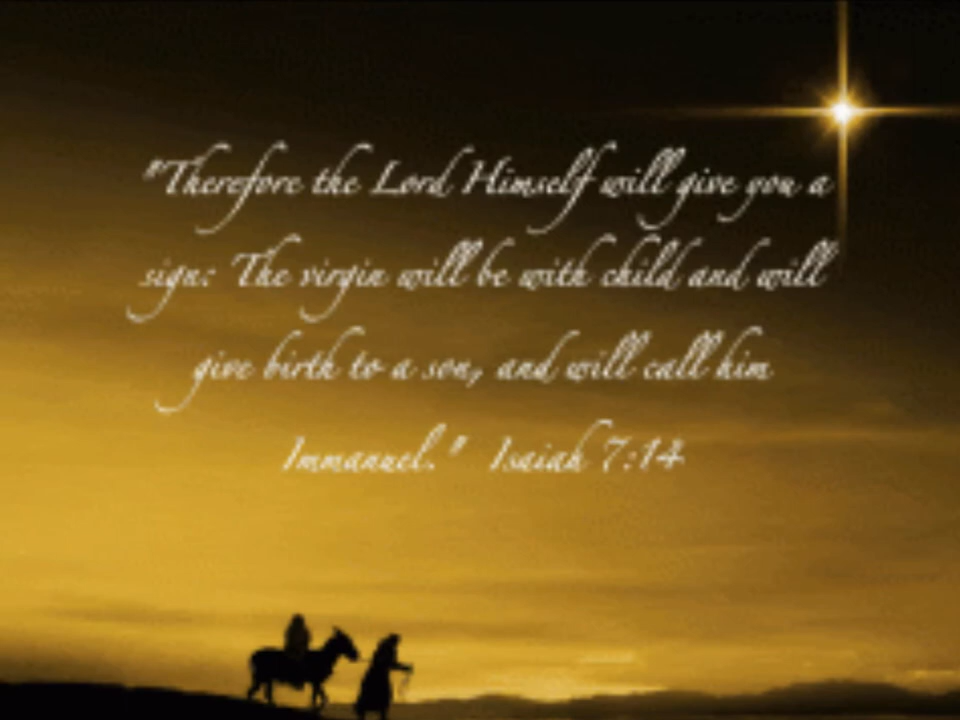 "Therefore the Lord Himself will give you a
sign: The virgin will be with child and will
give birth to a son, and will call him
Immanuel." Isaiah 7:14